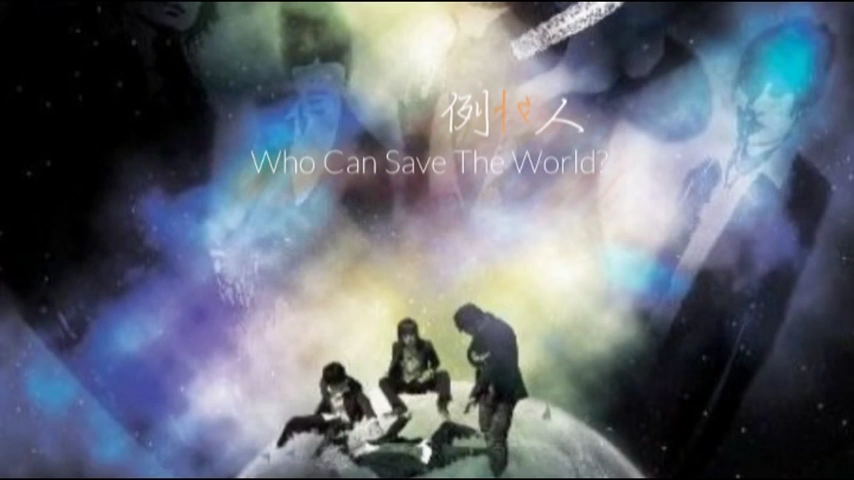 例 人
Who Can Save The World?